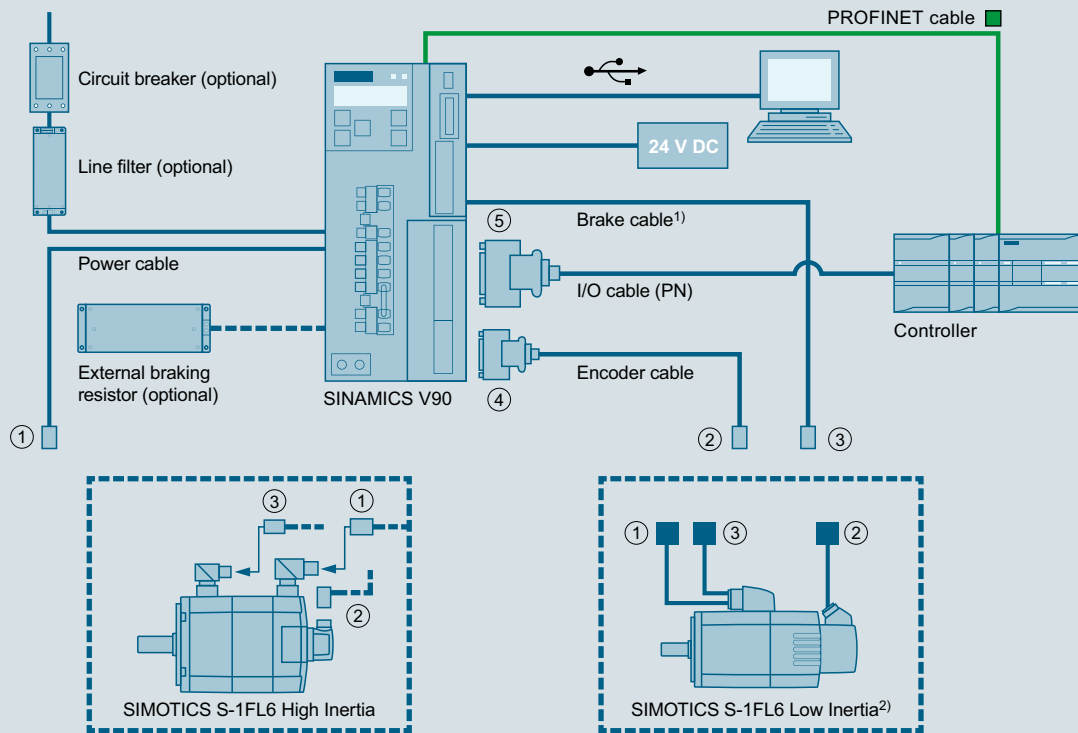 PROFINET cable
Circuit breaker (optional)
Line filter (optional)
24 V DC
⑤
Brake cable1)
Power cable
I/O cable (PN)
Controller
External braking
resistor (optional)
SINAMICS V90
Encoder cable
④
①
②
③
③
①
②
SIMOTICS S-1FL6 High Inertia
①
③
②
SIMOTICS S-1FL6 Low Inertia2)